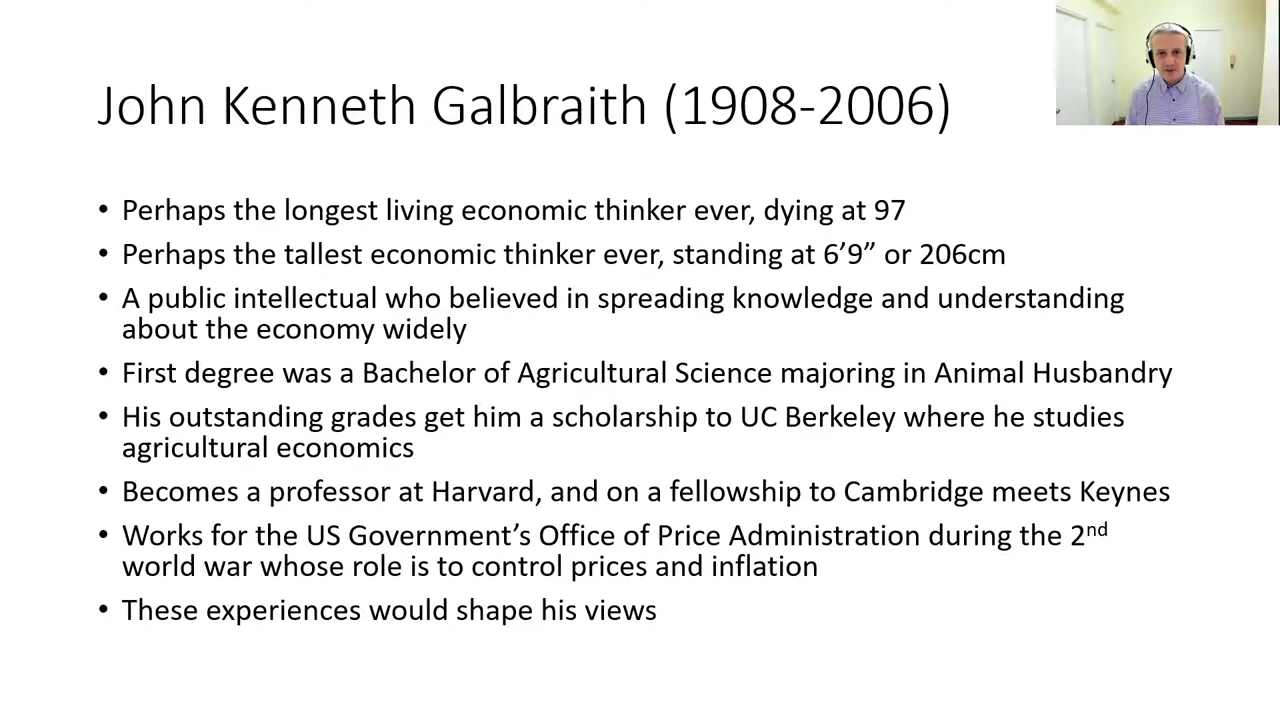 John Kenneth Galbraith (1908-2006)
• Perhaps the longest living economic thinker ever, dying at 97
• Perhaps the tallest economic thinker ever, standing at 6’9” or 206cm
• A public intellectual who believed in spreading knowledge and understanding
about the economy widely
• First degree was a Bachelor of Agricultural Science majoring in Animal Husbandry
• His outstanding grades get him a scholarship to UC Berkeley where he studies
agricultural economics
• Becomes a professor at Harvard, and on a fellowship to Cambridge meets Keynes
• Works for the US Government’s Office of Price Administration during the 2nd
world war whose role is to control prices and inflation
• These experiences would shape his views